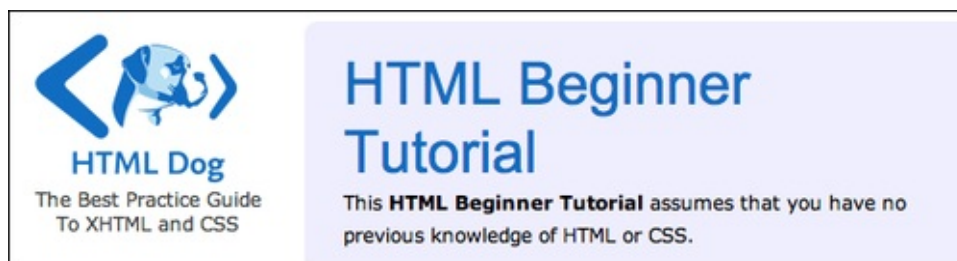 HTML Dog
The Best Practice Guide
To XHTML and CSS
HTML Beginner
Tutorial
This HTML Beginner Tutorial assumes that you have no
previous knowledge of HTML or CSS.